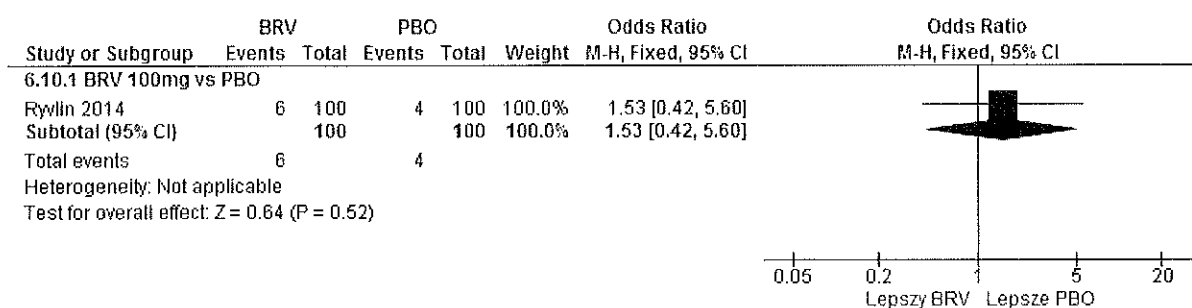 BRV PBO Odds Ratio Odds Ratio
Study or Subgroup Events Total Events Total Weight M-H, Fixed, 95% CI M-H, Fixed, 95% CI
6.10.1 BRV 100mg vs PBO
Ryvlin 2014 6 100 4 100 100.0% 1.53 [0.42, 5.60]
Subtotal (95% CI) 100 100 100.0% 1.53 [0.42, 5.60]
Total events 6 4
Heterogeneity: Not applicable
Test for overall effect: Z = 0.64 (P = 0.52)
0.05 0.2 1 5 20
Lepszy BRV Lepsze PBO